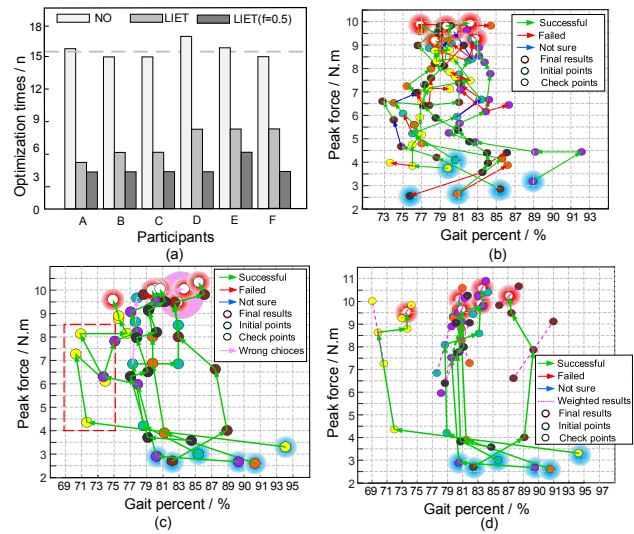 NO LIET LIET(f=0.5)
Optimization times / n
18
15
12
9
6
3
0
A B C D E F
Participants
(a)
Peak force / N.m
10
9
8
7
6
5
4
3
2
Successful
Failed
Not sure
Final results
Initial points
Check points
73 75 77 79 81 83 85 87 89 91 93
Gait percent / %
(b)
Peak force / N.m
10
9
8
7
6
5
4
3
2
Successful
Failed
Not sure
Final results
Initial points
Check points
Wrong chioces
69 71 73 75 77 79 81 83 85 87 89 91 93 95
Gait percent / %
(c)
Peak force / N.m
11
10
9
8
7
6
5
4
3
2
Successful
Failed
Not sure
Weighted results
Final results
Initial points
Check points
69 71 73 75 77 79 81 83 85 87 89 91 93 95 97
Gait percent / %
(d)